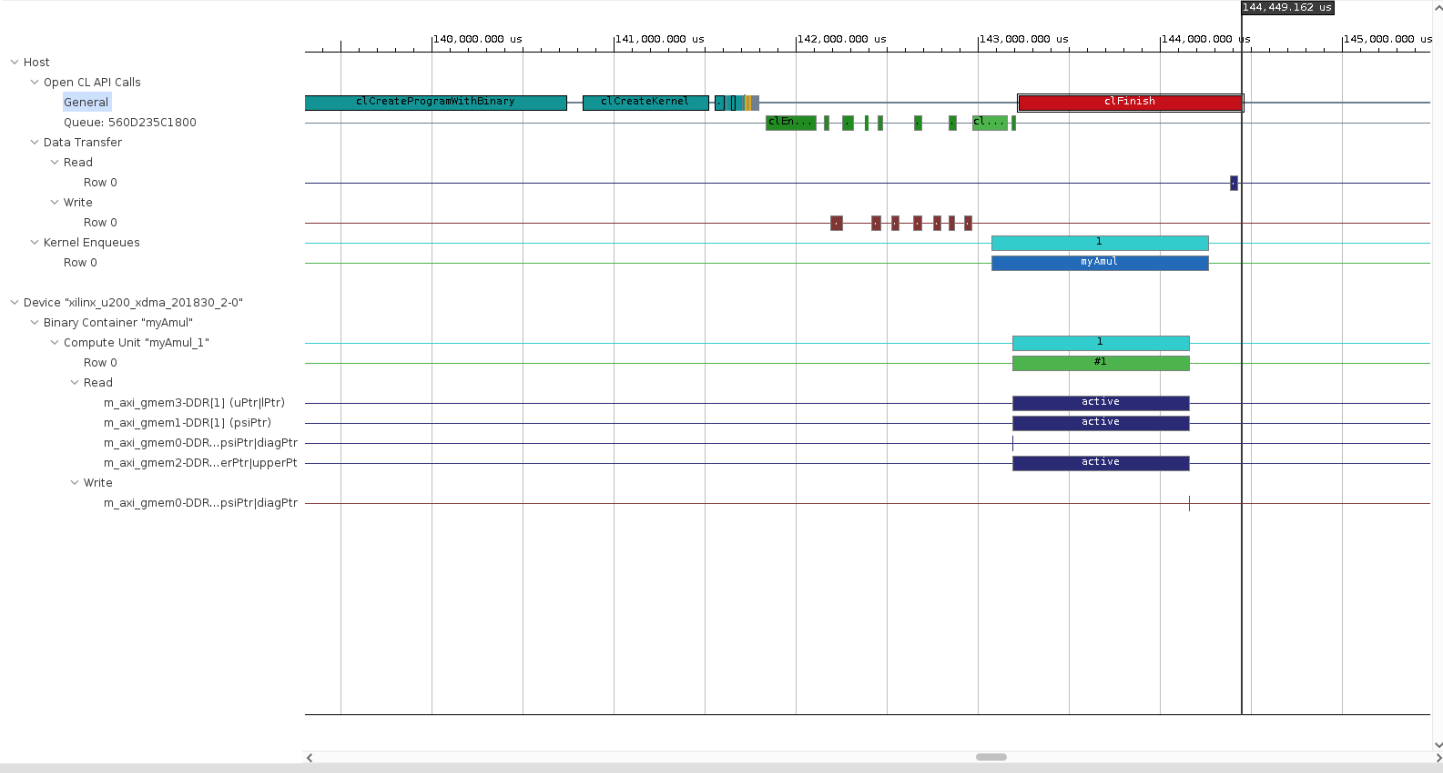 144,449.162 us
140,000.000 us 141,000.000 us 142,000.000 us 143,000.000 us 144,000.000 us 145,000.000 us
Host
Open CL API Calls
General clCreateProgramWithBinary clCreateKernel clFinish
Queue: 560D235C1800 clEn... cl...
Data Transfer
Read
Row 0
Write
Row 0
Kernel Enqueues 1
Row 0 myAmul
Device "xilinx_u200_xdma_201830_2-0"
Binary Container "myAmul"
Compute Unit "myAmul_1" 1
Row 0 #1
Read
m_axi_gmem3-DDR[1] (uPtr|lPtr) active
m_axi_gmem1-DDR[1] (psiPtr) active
m_axi_gmem0-DDR...psiPtr|diagPtr
m_axi_gmem2-DDR...erPtr|upperPt active
Write
m_axi_gmem0-DDR...psiPtr|diagPtr